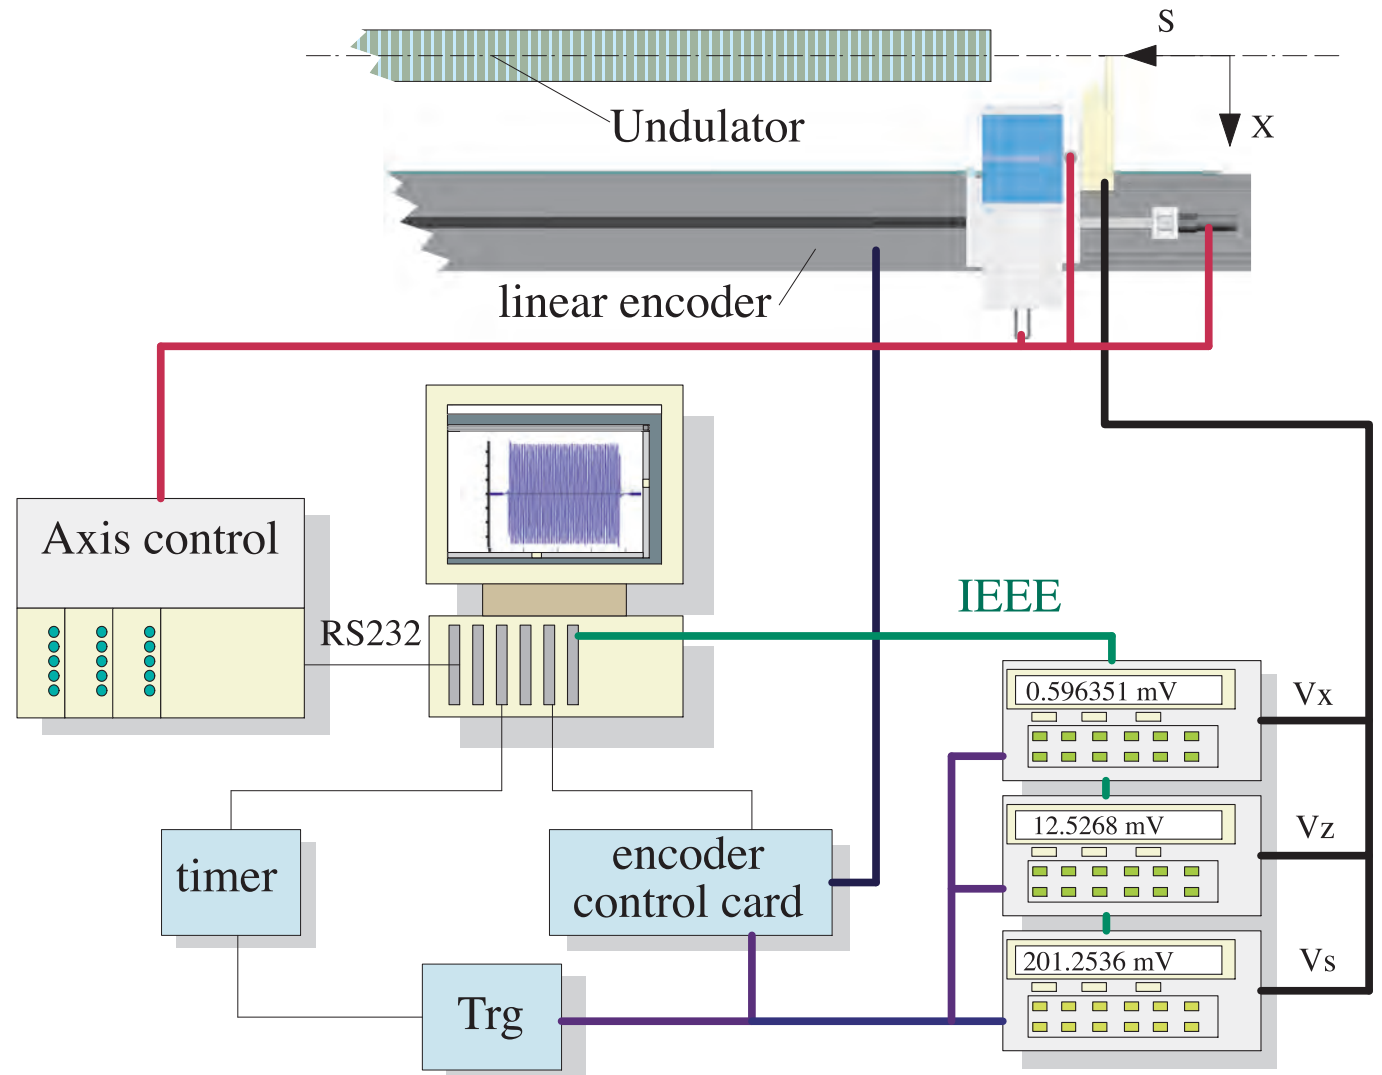 S
X
Undulator
linear encoder
Axis control
RS232
IEEE
0.596351 mV
Vx
12.5268 mV
Vz
201.2536 mV
Vs
timer
encoder
control card
Trg